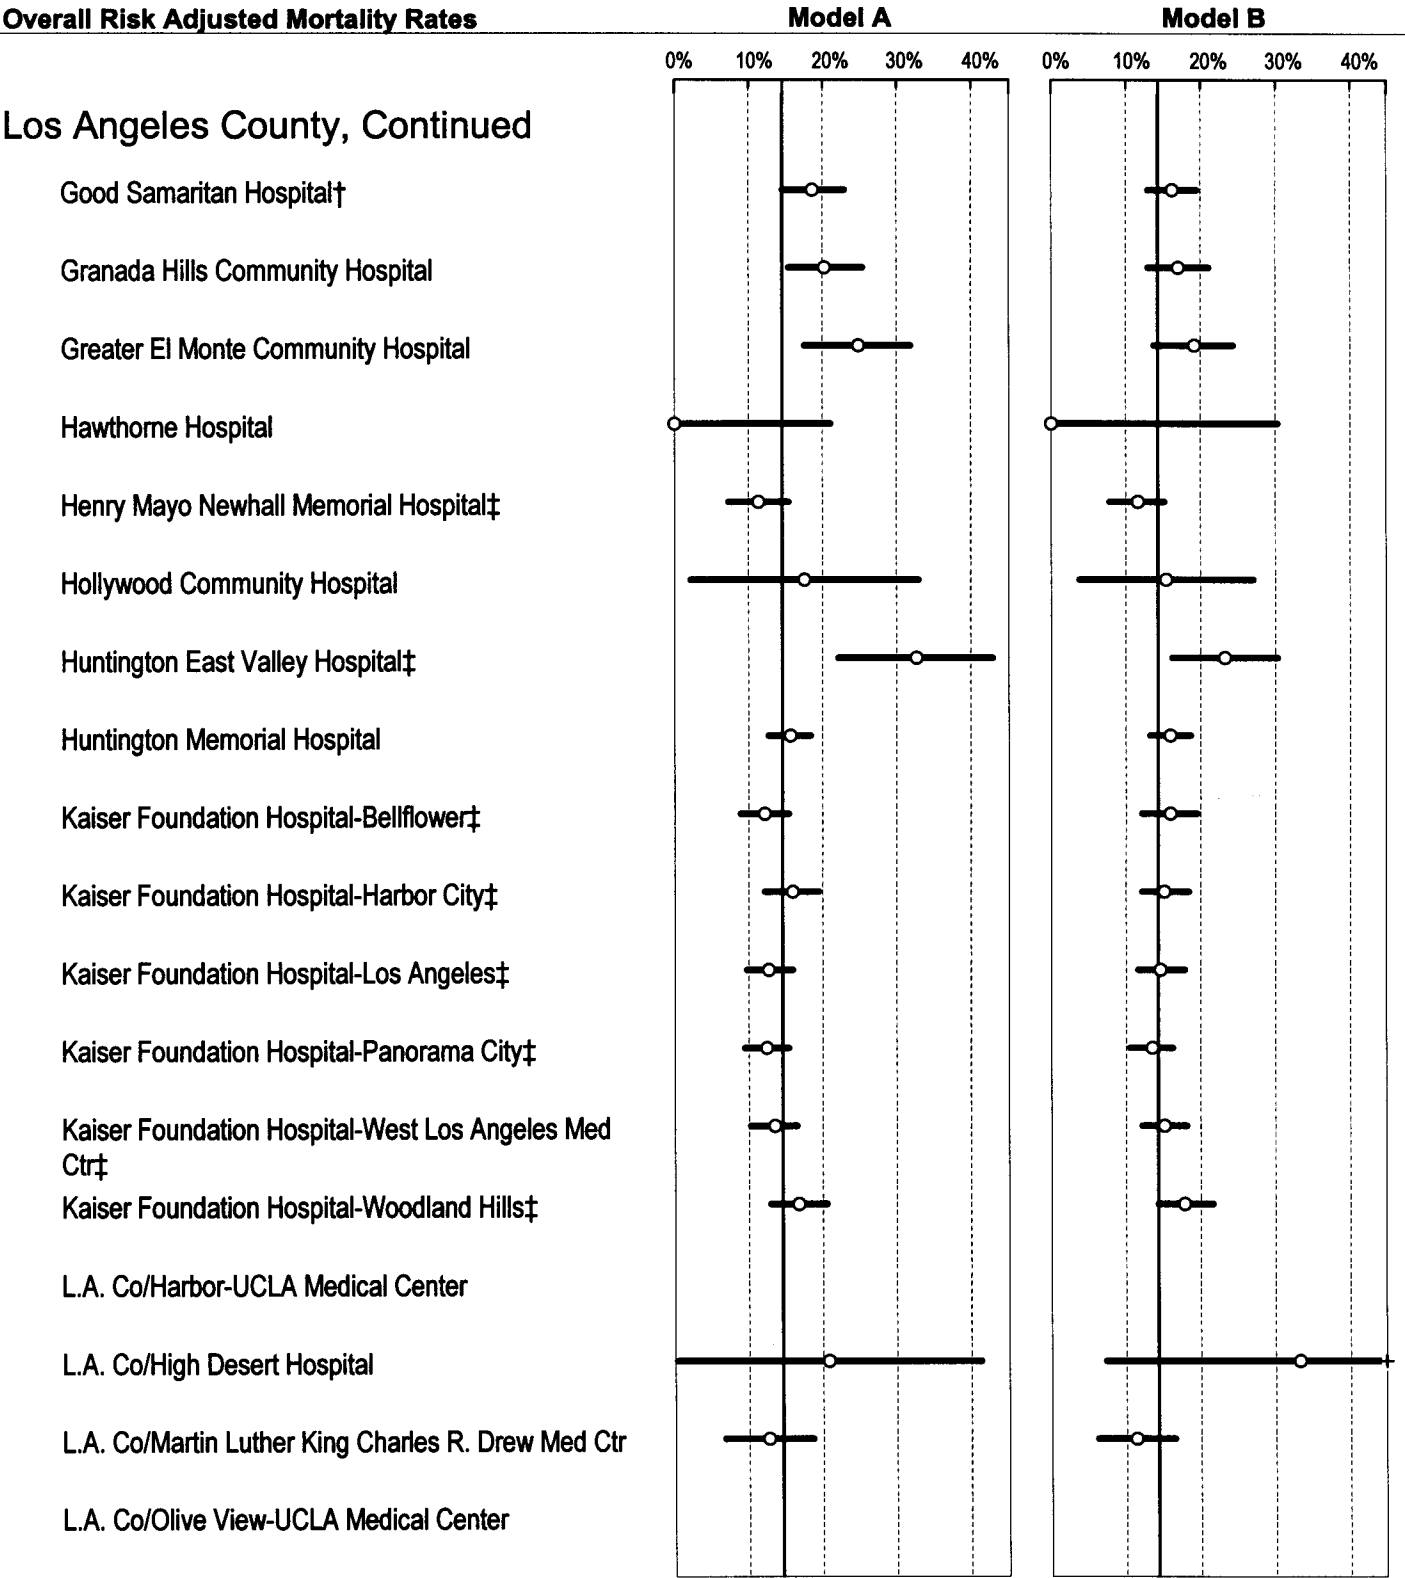 Overall Risk Adjusted Mortality Rates Model A Model B
0% 10% 20% 30% 40% 0% 10% 20% 30% 40%
Los Angeles County, Continued
Good Samaritan Hospital†
Granada Hills Community Hospital
Greater El Monte Community Hospital
Hawthorne Hospital
Henry Mayo Newhall Memorial Hospital‡
Hollywood Community Hospital
Huntington East Valley Hospital‡
Huntington Memorial Hospital
Kaiser Foundation Hospital-Bellflower‡
Kaiser Foundation Hospital-Harbor City‡
Kaiser Foundation Hospital-Los Angeles‡
Kaiser Foundation Hospital-Panorama City‡
Kaiser Foundation Hospital-West Los Angeles Med
Ctr‡
Kaiser Foundation Hospital-Woodland Hills‡
L.A. Co/Harbor-UCLA Medical Center
L.A. Co/High Desert Hospital +
L.A. Co/Martin Luther King Charles R. Drew Med Ctr
L.A. Co/Olive View-UCLA Medical Center